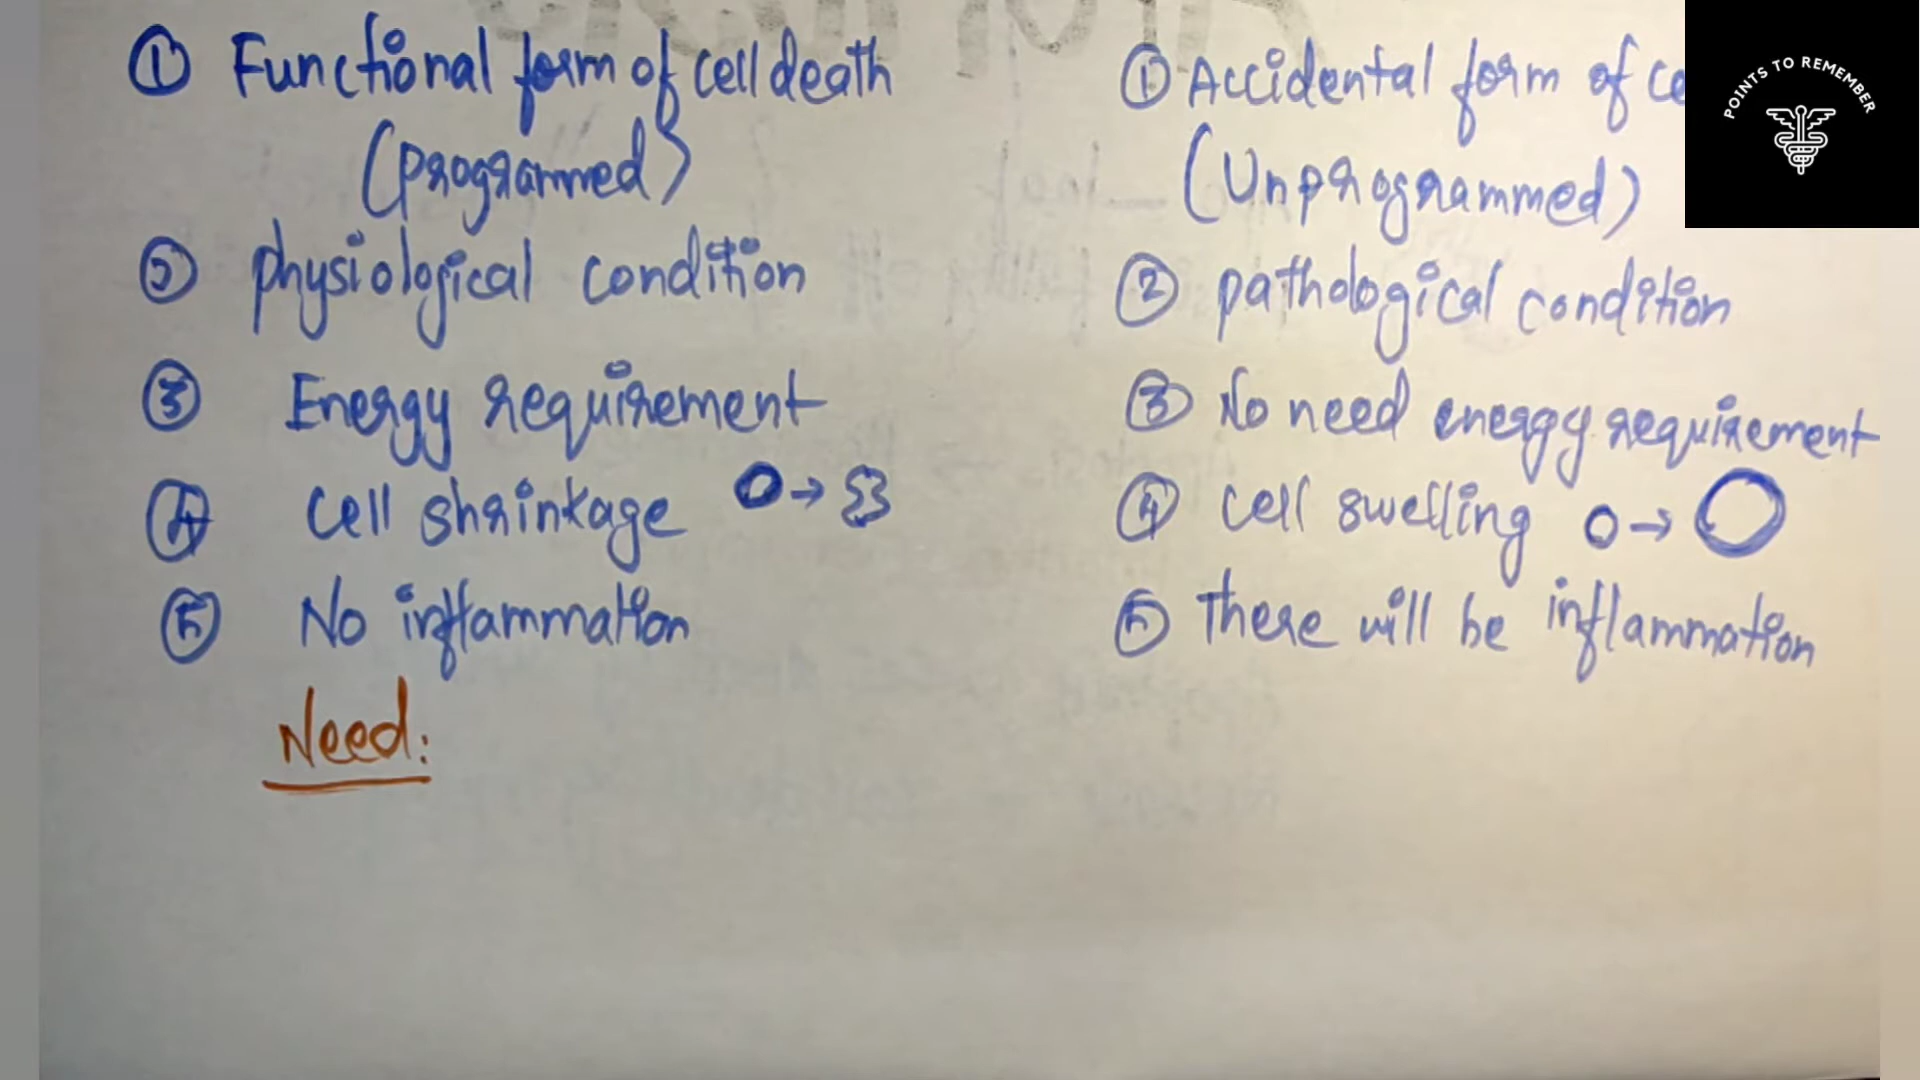 ① Functional form of cell death
(programmed)
② physiological condition
③ Energy requirement
④ cell shrinkage
⑤ No inflammation
Need:
① Accidental form of ce
(Unprogrammed)
② pathological condition
③ No need energy requirement
④ cell swelling
⑤ there will be inflammation
POINTS TO REMEMBER